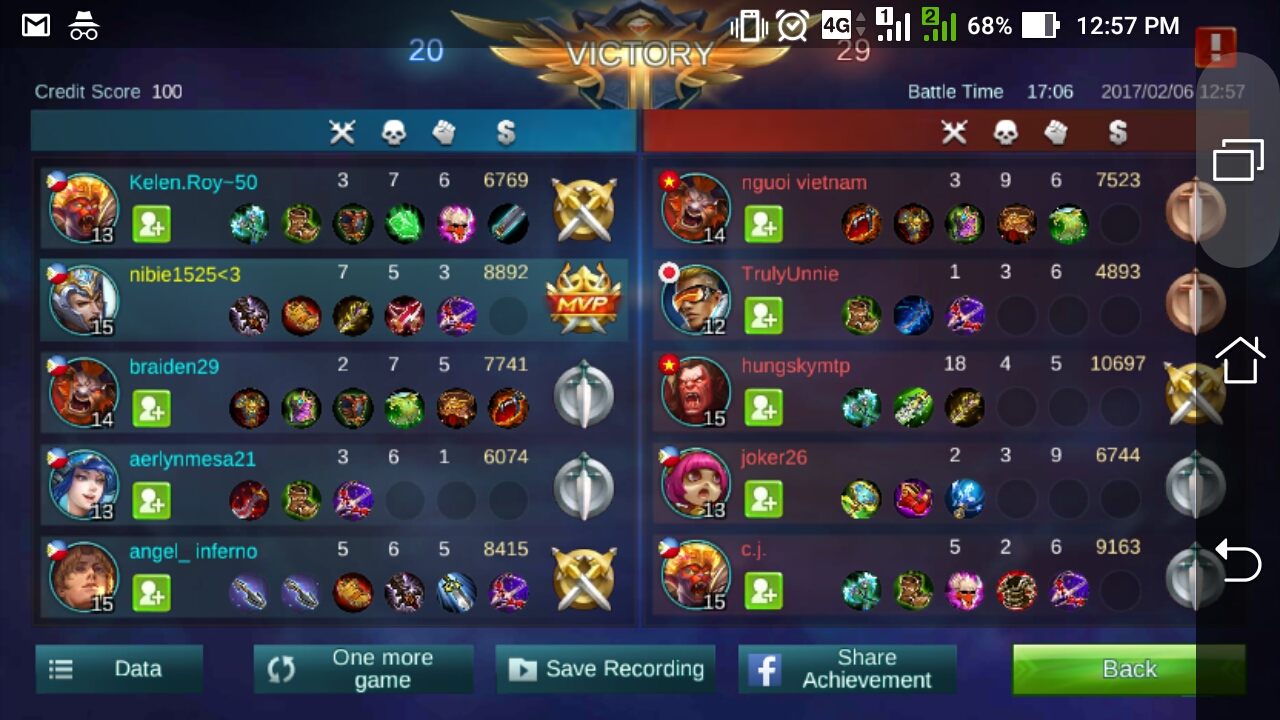 1 2 4G 68% 12:57 PM
20 VICTORY 29
Credit Score 100 Battle Time 17:06 2017/02/06 12:57
Kelen.Roy~50 3 7 6 6769
13
nguoi vietnam 3 9 6 7523
14
nibie1525<3 7 5 3 8892
15 MVP
TrulyUnnie 1 3 6 4893
12
braiden29 2 7 5 7741
14
hungskymtp 18 4 5 10697
15
aerlynmesa21 3 6 1 6074
13
joker26 2 3 9 6744
13
angel_ inferno 5 6 5 8415
15
c.j. 5 2 6 9163
15
Data
One more
game
Save Recording
Share
Achievement
Back